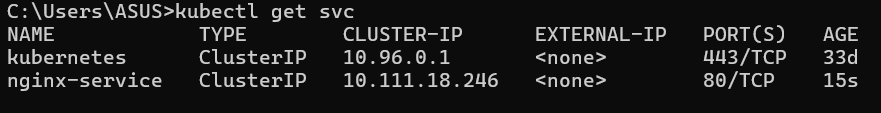 C:\Users\ASUS>kubectl get svc
NAME            TYPE        CLUSTER-IP      EXTERNAL-IP   PORT(S)   AGE
kubernetes      ClusterIP   10.96.0.1       <none>        443/TCP   33d
nginx-service   ClusterIP   10.111.18.246   <none>        80/TCP    15s